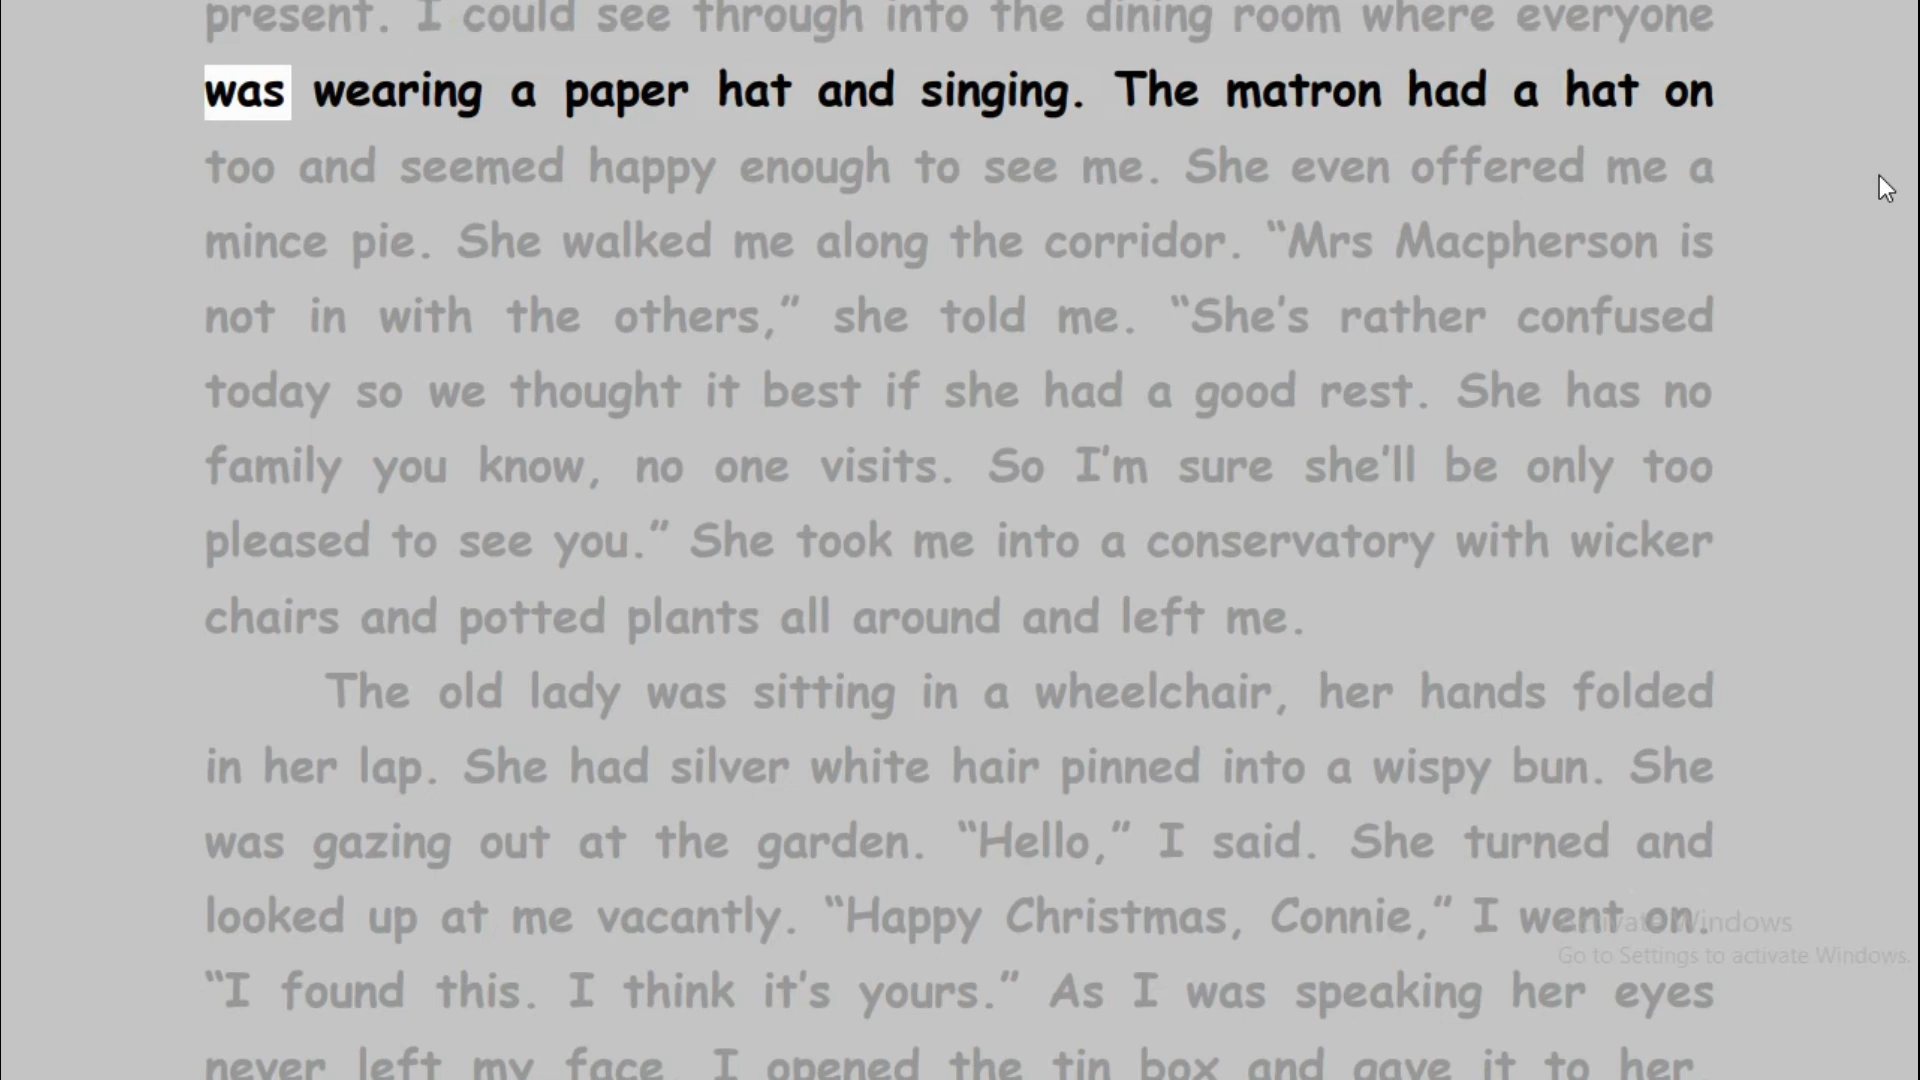 present. I could see through into the dining room where everyone
was wearing a paper hat and singing. The matron had a hat on
too and seemed happy enough to see me. She even offered me a
mince pie. She walked me along the corridor. “Mrs Macpherson is
not in with the others,” she told me. “She’s rather confused
today so we thought it best if she had a good rest. She has no
family you know, no one visits. So I’m sure she’ll be only too
pleased to see you.” She took me into a conservatory with wicker
chairs and potted plants all around and left me.
The old lady was sitting in a wheelchair, her hands folded
in her lap. She had silver white hair pinned into a wispy bun. She
was gazing out at the garden. “Hello,” I said. She turned and
looked up at me vacantly. “Happy Christmas, Connie,” I went on.
Activate Windows
Go to Settings to activate Windows.
“I found this. I think it’s yours.” As I was speaking her eyes
never left my face. I opened the tin box and gave it to her.